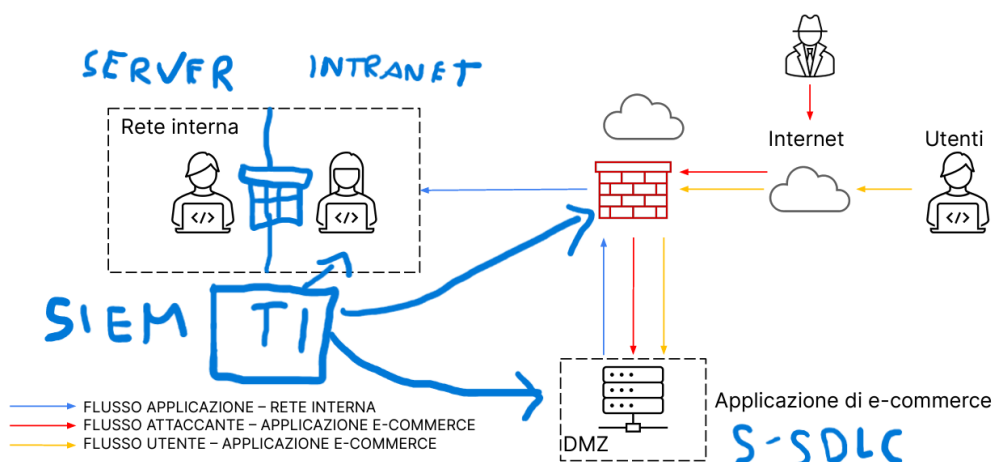 SERVER INTRANET
Rete interna
Internet
Utenti
</>
</>
</>
SIEM
TI
FLUSSO APPLICAZIONE – RETE INTERNA
FLUSSO ATTACCANTE – APPLICAZIONE E-COMMERCE
FLUSSO UTENTE – APPLICAZIONE E-COMMERCE
DMZ
Applicazione di e-commerce
S-SDLC